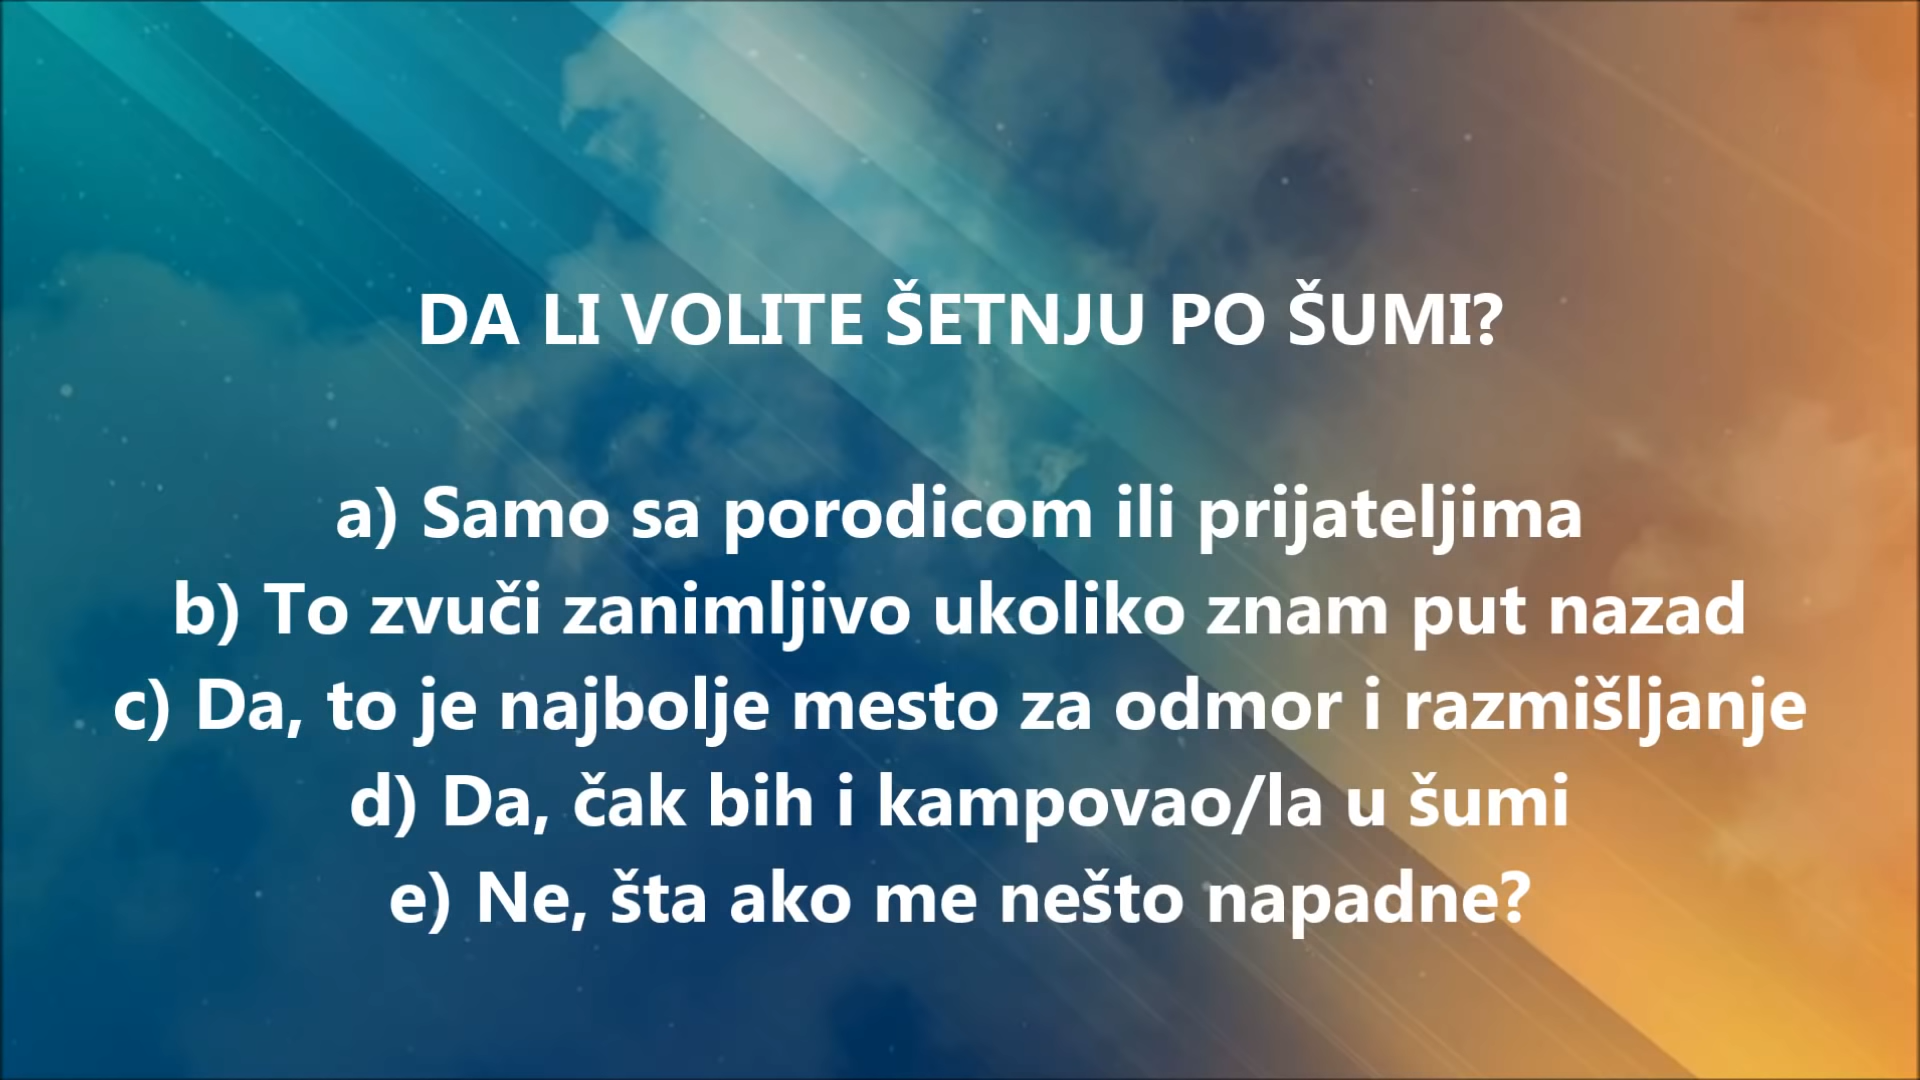 DA LI VOLITE ŠETNJU PO ŠUMI?
a) Samo sa porodicom ili prijateljima
b) To zvuči zanimljivo ukoliko znam put nazad
c) Da, to je najbolje mesto za odmor i razmišljanje
d) Da, čak bih i kampovao/la u šumi
e) Ne, šta ako me nešto napadne?